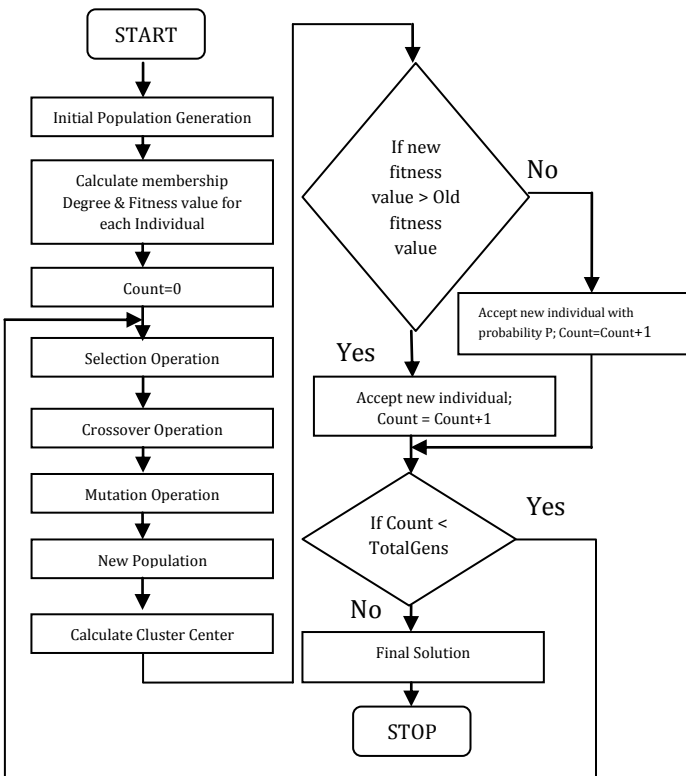 START
Initial Population Generation
Calculate membership
Degree & Fitness value for
each Individual
Count=0
Selection Operation
Crossover Operation
Mutation Operation
New Population
Calculate Cluster Center
If new
fitness
value > Old
fitness
value
No
Accept new individual with
probability P; Count=Count+1
Yes
Accept new individual;
Count = Count+1
If Count <
TotalGens
Yes
No
Final Solution
STOP